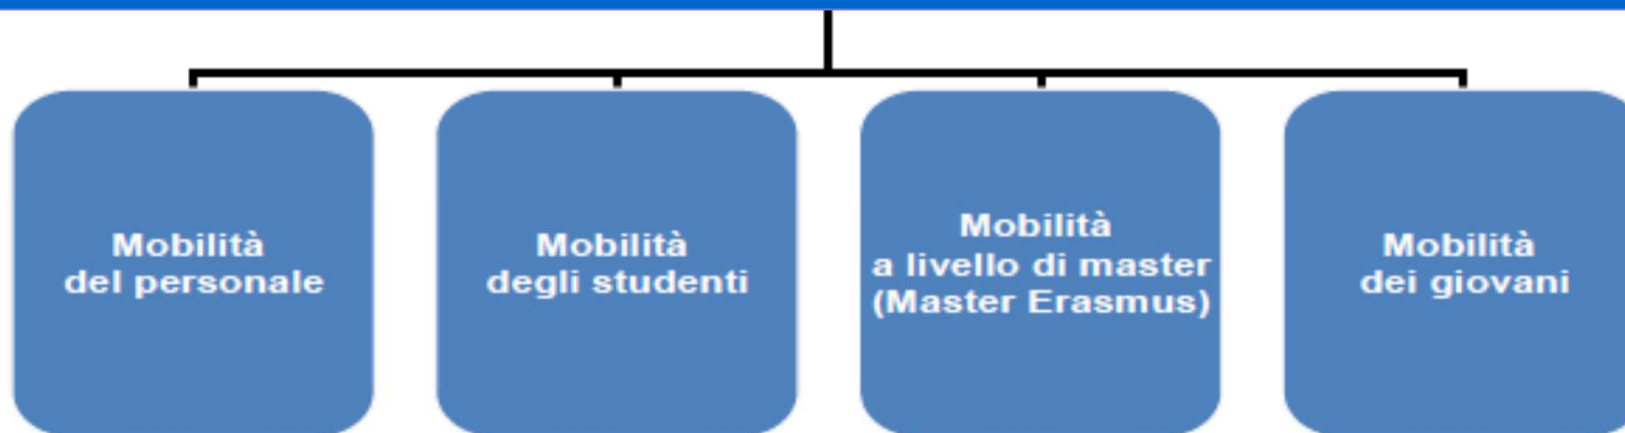 Mobilità
del personale
Mobilità
degli studenti
Mobilità
a livello di master
(Master Erasmus)
Mobilità
dei giovani